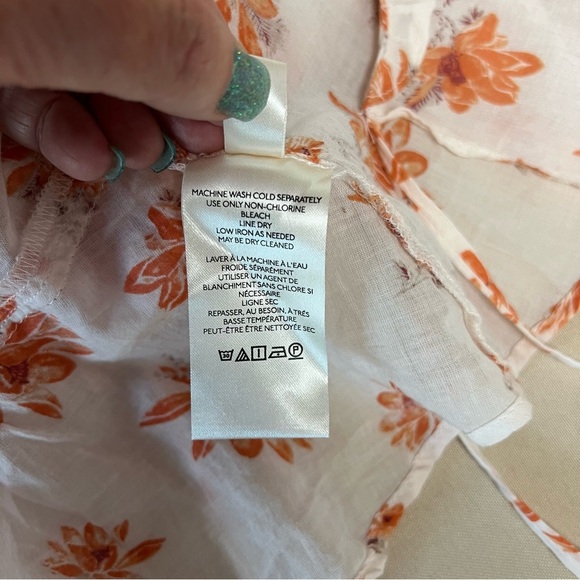 MACHINE WASH COLD SEPARATELY
USE ONLY NON-CHLORINE
BLEACH
LINE DRY
LOW IRON AS NEEDED
MAY BE DRY CLEANED
LAVER À LA MACHINE À L'EAU
FROIDE SÉPARÉMENT
UTILISER UN AGENT DE
BLANCHIMENT SANS CHLORE SI
NÉCESSAIRE
LIGNE SEC
REPASSER, AU BESOIN, À TRÈS
BASSE TEMPÉRATURE
PEUT-ÊTRE ÊTRE NETTOYÉE SEC
30
P